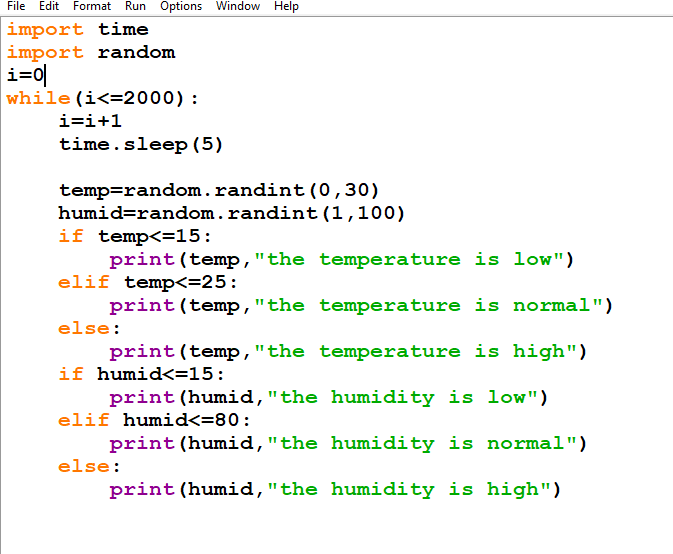 File Edit Format Run Options Window Help
import time
import random
i=0
while(i<=2000):
    i=i+1
    time.sleep(5)

    temp=random.randint(0,30)
    humid=random.randint(1,100)
    if temp<=15:
        print(temp,"the temperature is low")
    elif temp<=25:
        print(temp,"the temperature is normal")
    else:
        print(temp,"the temperature is high")
    if humid<=15:
        print(humid,"the humidity is low")
    elif humid<=80:
        print(humid,"the humidity is normal")
    else:
        print(humid,"the humidity is high")